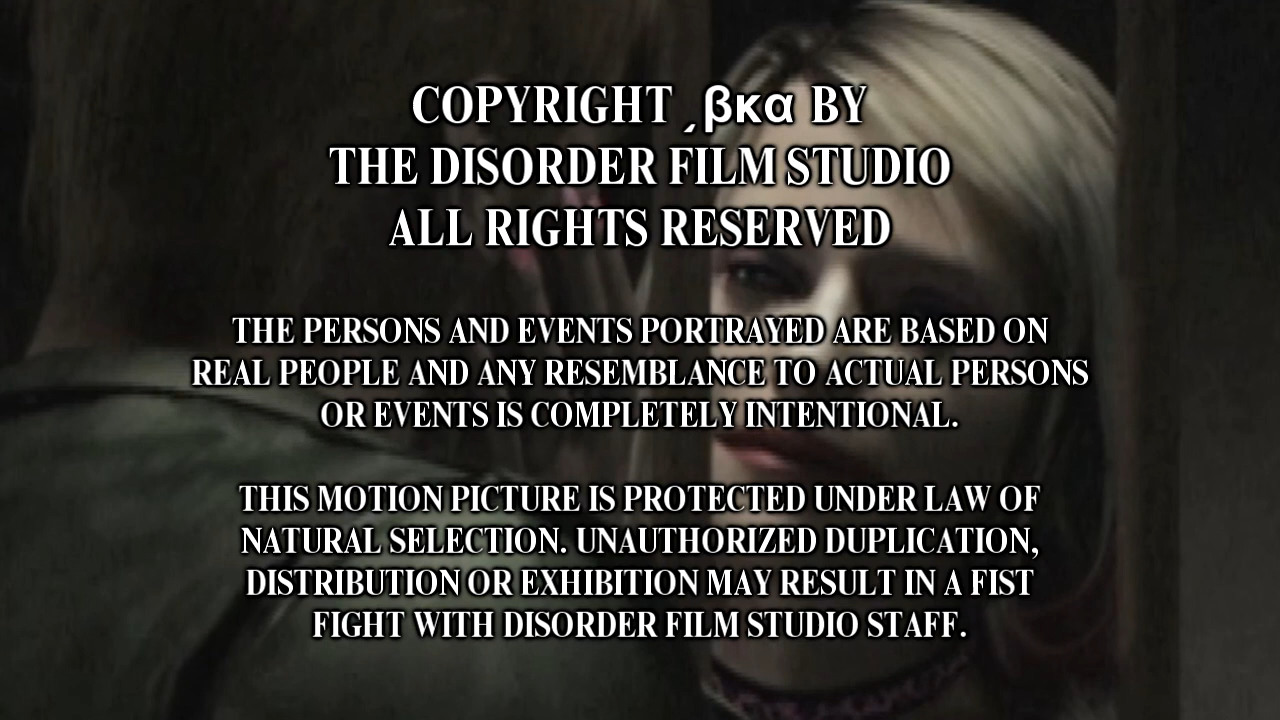 COPYRIGHT ͵βκα BY
THE DISORDER FILM STUDIO
ALL RIGHTS RESERVED
THE PERSONS AND EVENTS PORTRAYED ARE BASED ON
REAL PEOPLE AND ANY RESEMBLANCE TO ACTUAL PERSONS
OR EVENTS IS COMPLETELY INTENTIONAL.
THIS MOTION PICTURE IS PROTECTED UNDER LAW OF
NATURAL SELECTION. UNAUTHORIZED DUPLICATION,
DISTRIBUTION OR EXHIBITION MAY RESULT IN A FIST
FIGHT WITH DISORDER FILM STUDIO STAFF.